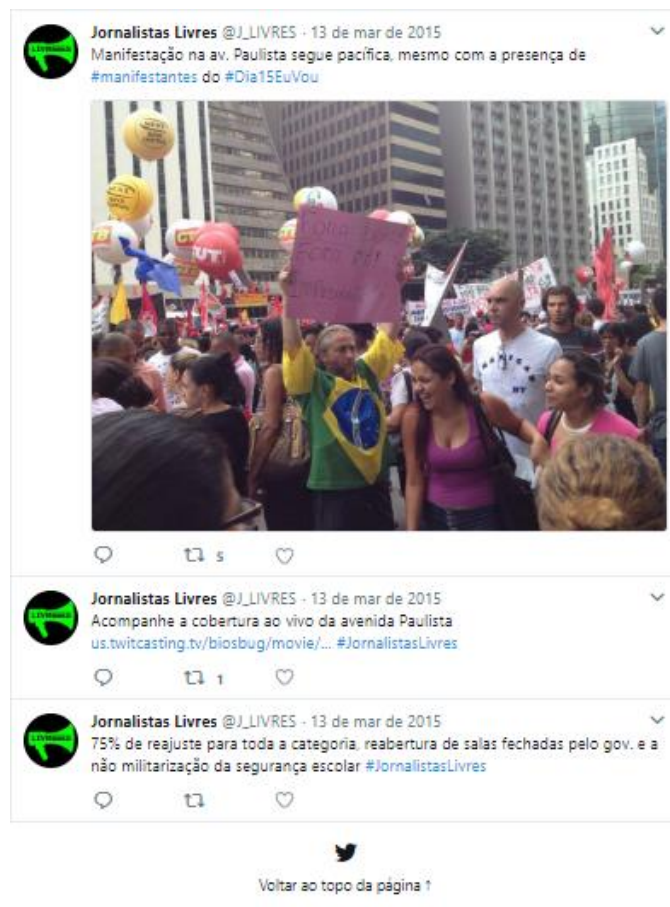 Jornalistas Livres @J_LIVRES · 13 de mar de 2015
Manifestação na av. Paulista segue pacífica, mesmo com a presença de
#manifestantes do #Dia15EuVou
CUT
FORA PT!
5
Jornalistas Livres @J_LIVRES · 13 de mar de 2015
Acompanhe a cobertura ao vivo da avenida Paulista
us.twitcasting.tv/biosbug/movie/... #JornalistasLivres
1
Jornalistas Livres @J_LIVRES · 13 de mar de 2015
75% de reajuste para toda a categoria, reabertura de salas fechadas pelo gov. e a
não militarização da segurança escolar #JornalistasLivres
Voltar ao topo da página ↑